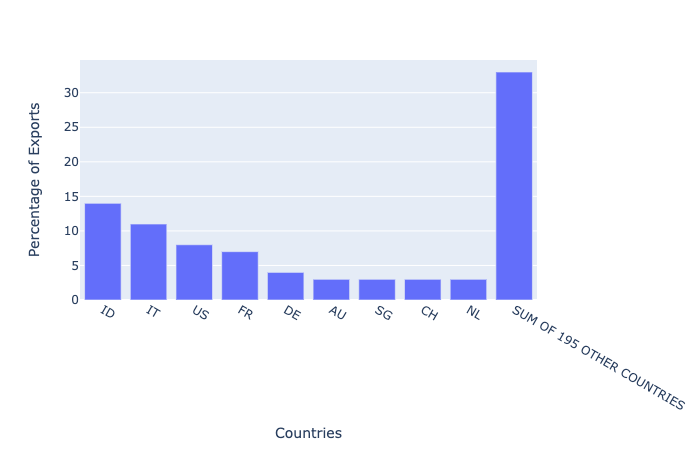 Percentage of Exports
30
25
20
15
10
5
0
ID
IT
US
FR
DE
AU
SG
CH
NL
SUM OF 195 OTHER COUNTRIES
Countries